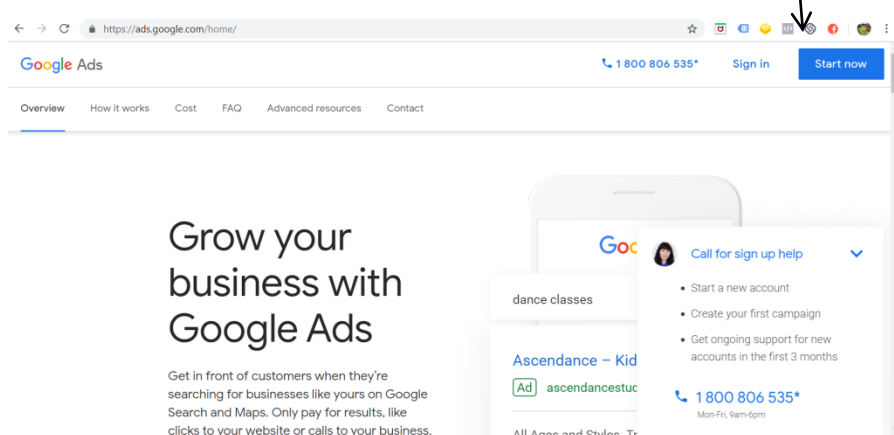 https://ads.google.com/home/
Google Ads
1 800 806 535*
Sign in
Start now
Overview
How it works
Cost
FAQ
Advanced resources
Contact
Grow your
business with
Google Ads
Get in front of customers when they're
searching for businesses like yours on Google
Search and Maps. Only pay for results, like
clicks to your website or calls to your business.
Goo
dance classes
Ascendance – Kid
Ad ascendancestud
Call for sign up help
• Start a new account
• Create your first campaign
• Get ongoing support for new
accounts in the first 3 months
1 800 806 535*
Mon-Fri, 9am-6pm